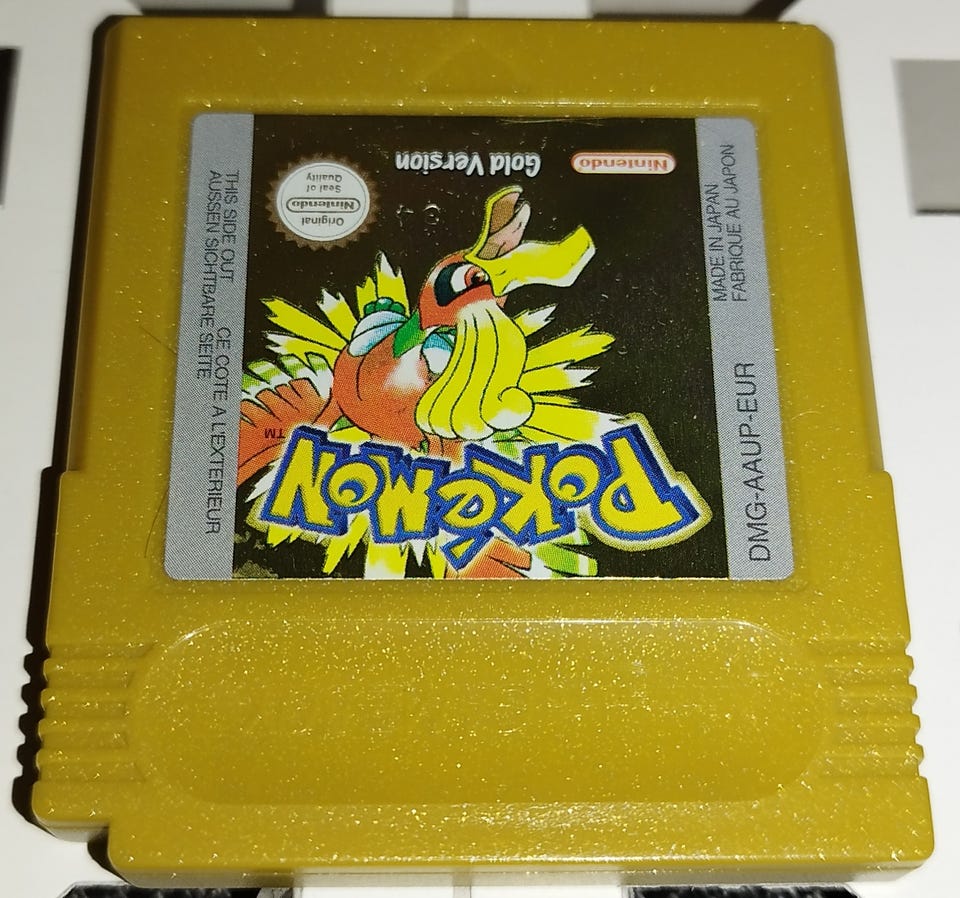 POKéMON
TM
Nintendo
Gold Version
Original
Nintendo
Seal of
Quality
DMG-AAUP-EUR
MADE IN JAPAN
FABRIQUE AU JAPON
THIS SIDE OUT CE COTE A L'EXTERIEUR
AUSSEN SICHTBARE SEITE